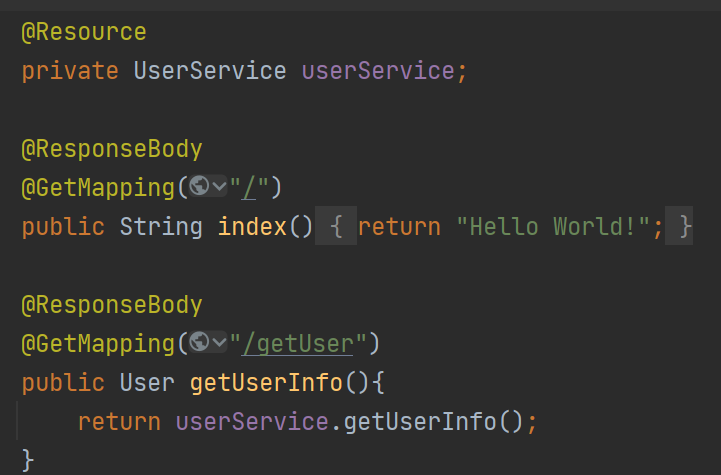 @Resource
private UserService userService;
@ResponseBody
@GetMapping("/")
public String index() { return "Hello World!"; }
@ResponseBody
@GetMapping("/getUser")
public User getUserInfo(){
return userService.getUserInfo();
}